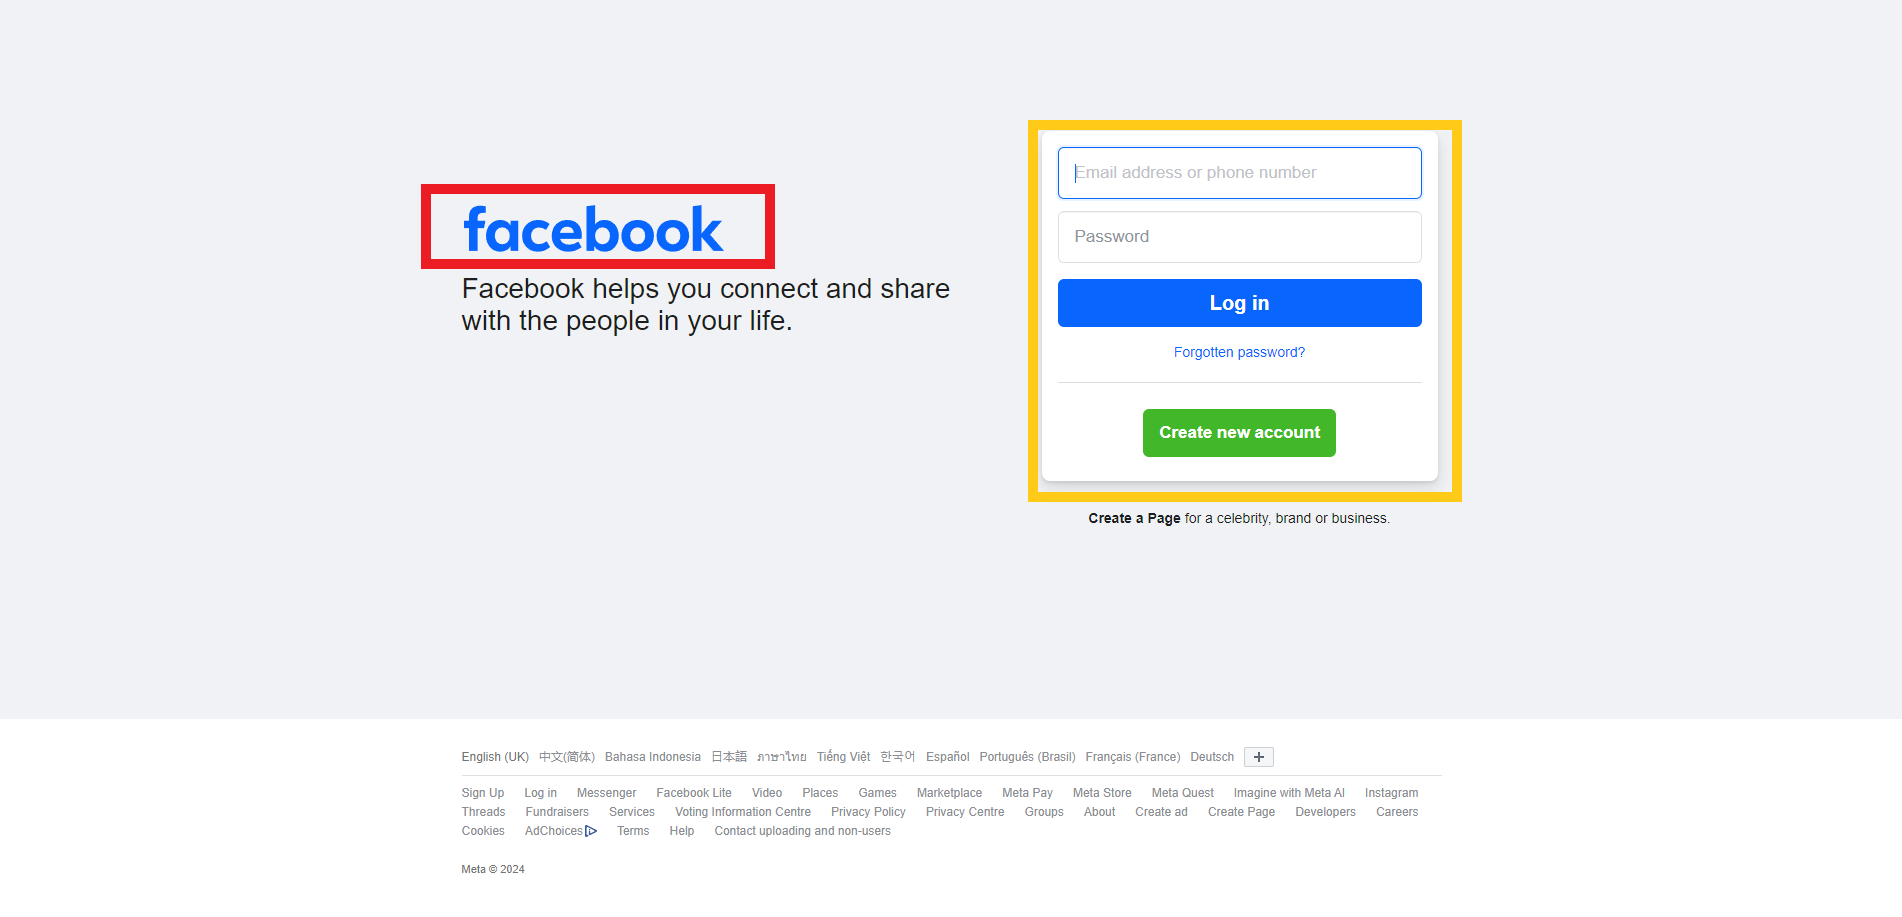 facebook
Facebook helps you connect and share
with the people in your life.
Email address or phone number
Password
Log in
Forgotten password?
Create new account
Create a Page for a celebrity, brand or business.
English (UK) 中文(简体) Bahasa Indonesia 日本語 ภาษาไทย Tiếng Việt 한국어 Español Português (Brasil) Français (France) Deutsch
Sign Up Log in Messenger Facebook Lite Video Places Games Marketplace Meta Pay Meta Store Meta Quest Imagine with Meta AI Instagram
Threads Fundraisers Services Voting Information Centre Privacy Policy Privacy Centre Groups About Create ad Create Page Developers Careers
Cookies AdChoices Terms Help Contact uploading and non-users
Meta © 2024